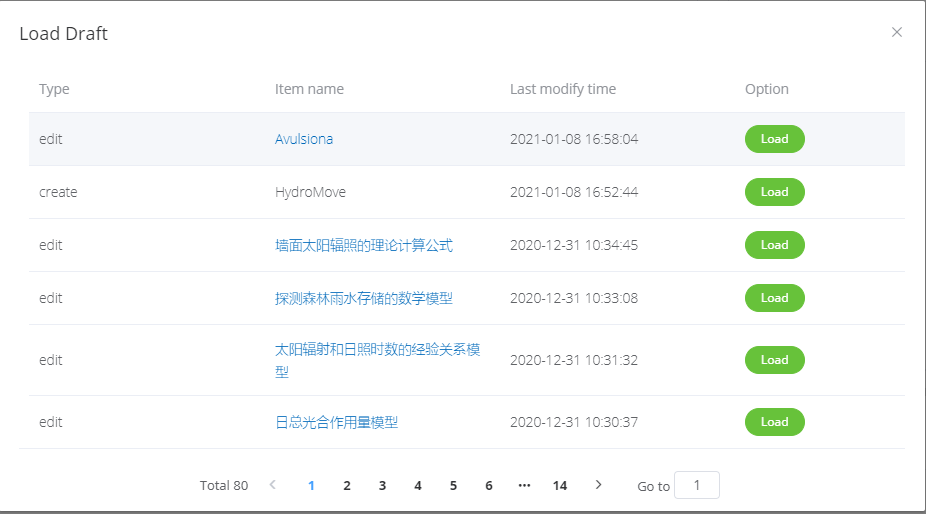 Load Draft
Type Item name Last modify time Option
edit Avulsiona 2021-01-08 16:58:04 Load
create HydroMove 2021-01-08 16:52:44 Load
edit 墙面太阳辐照的理论计算公式 2020-12-31 10:34:45 Load
edit 探测森林雨水存储的数学模型 2020-12-31 10:33:08 Load
edit 太阳辐射和日照时数的经验关系模 2020-12-31 10:31:32 Load
型
edit 日总光合作用量模型 2020-12-31 10:30:37 Load
Total 80 < 1 2 3 4 5 6 ••• 14 > Go to 1